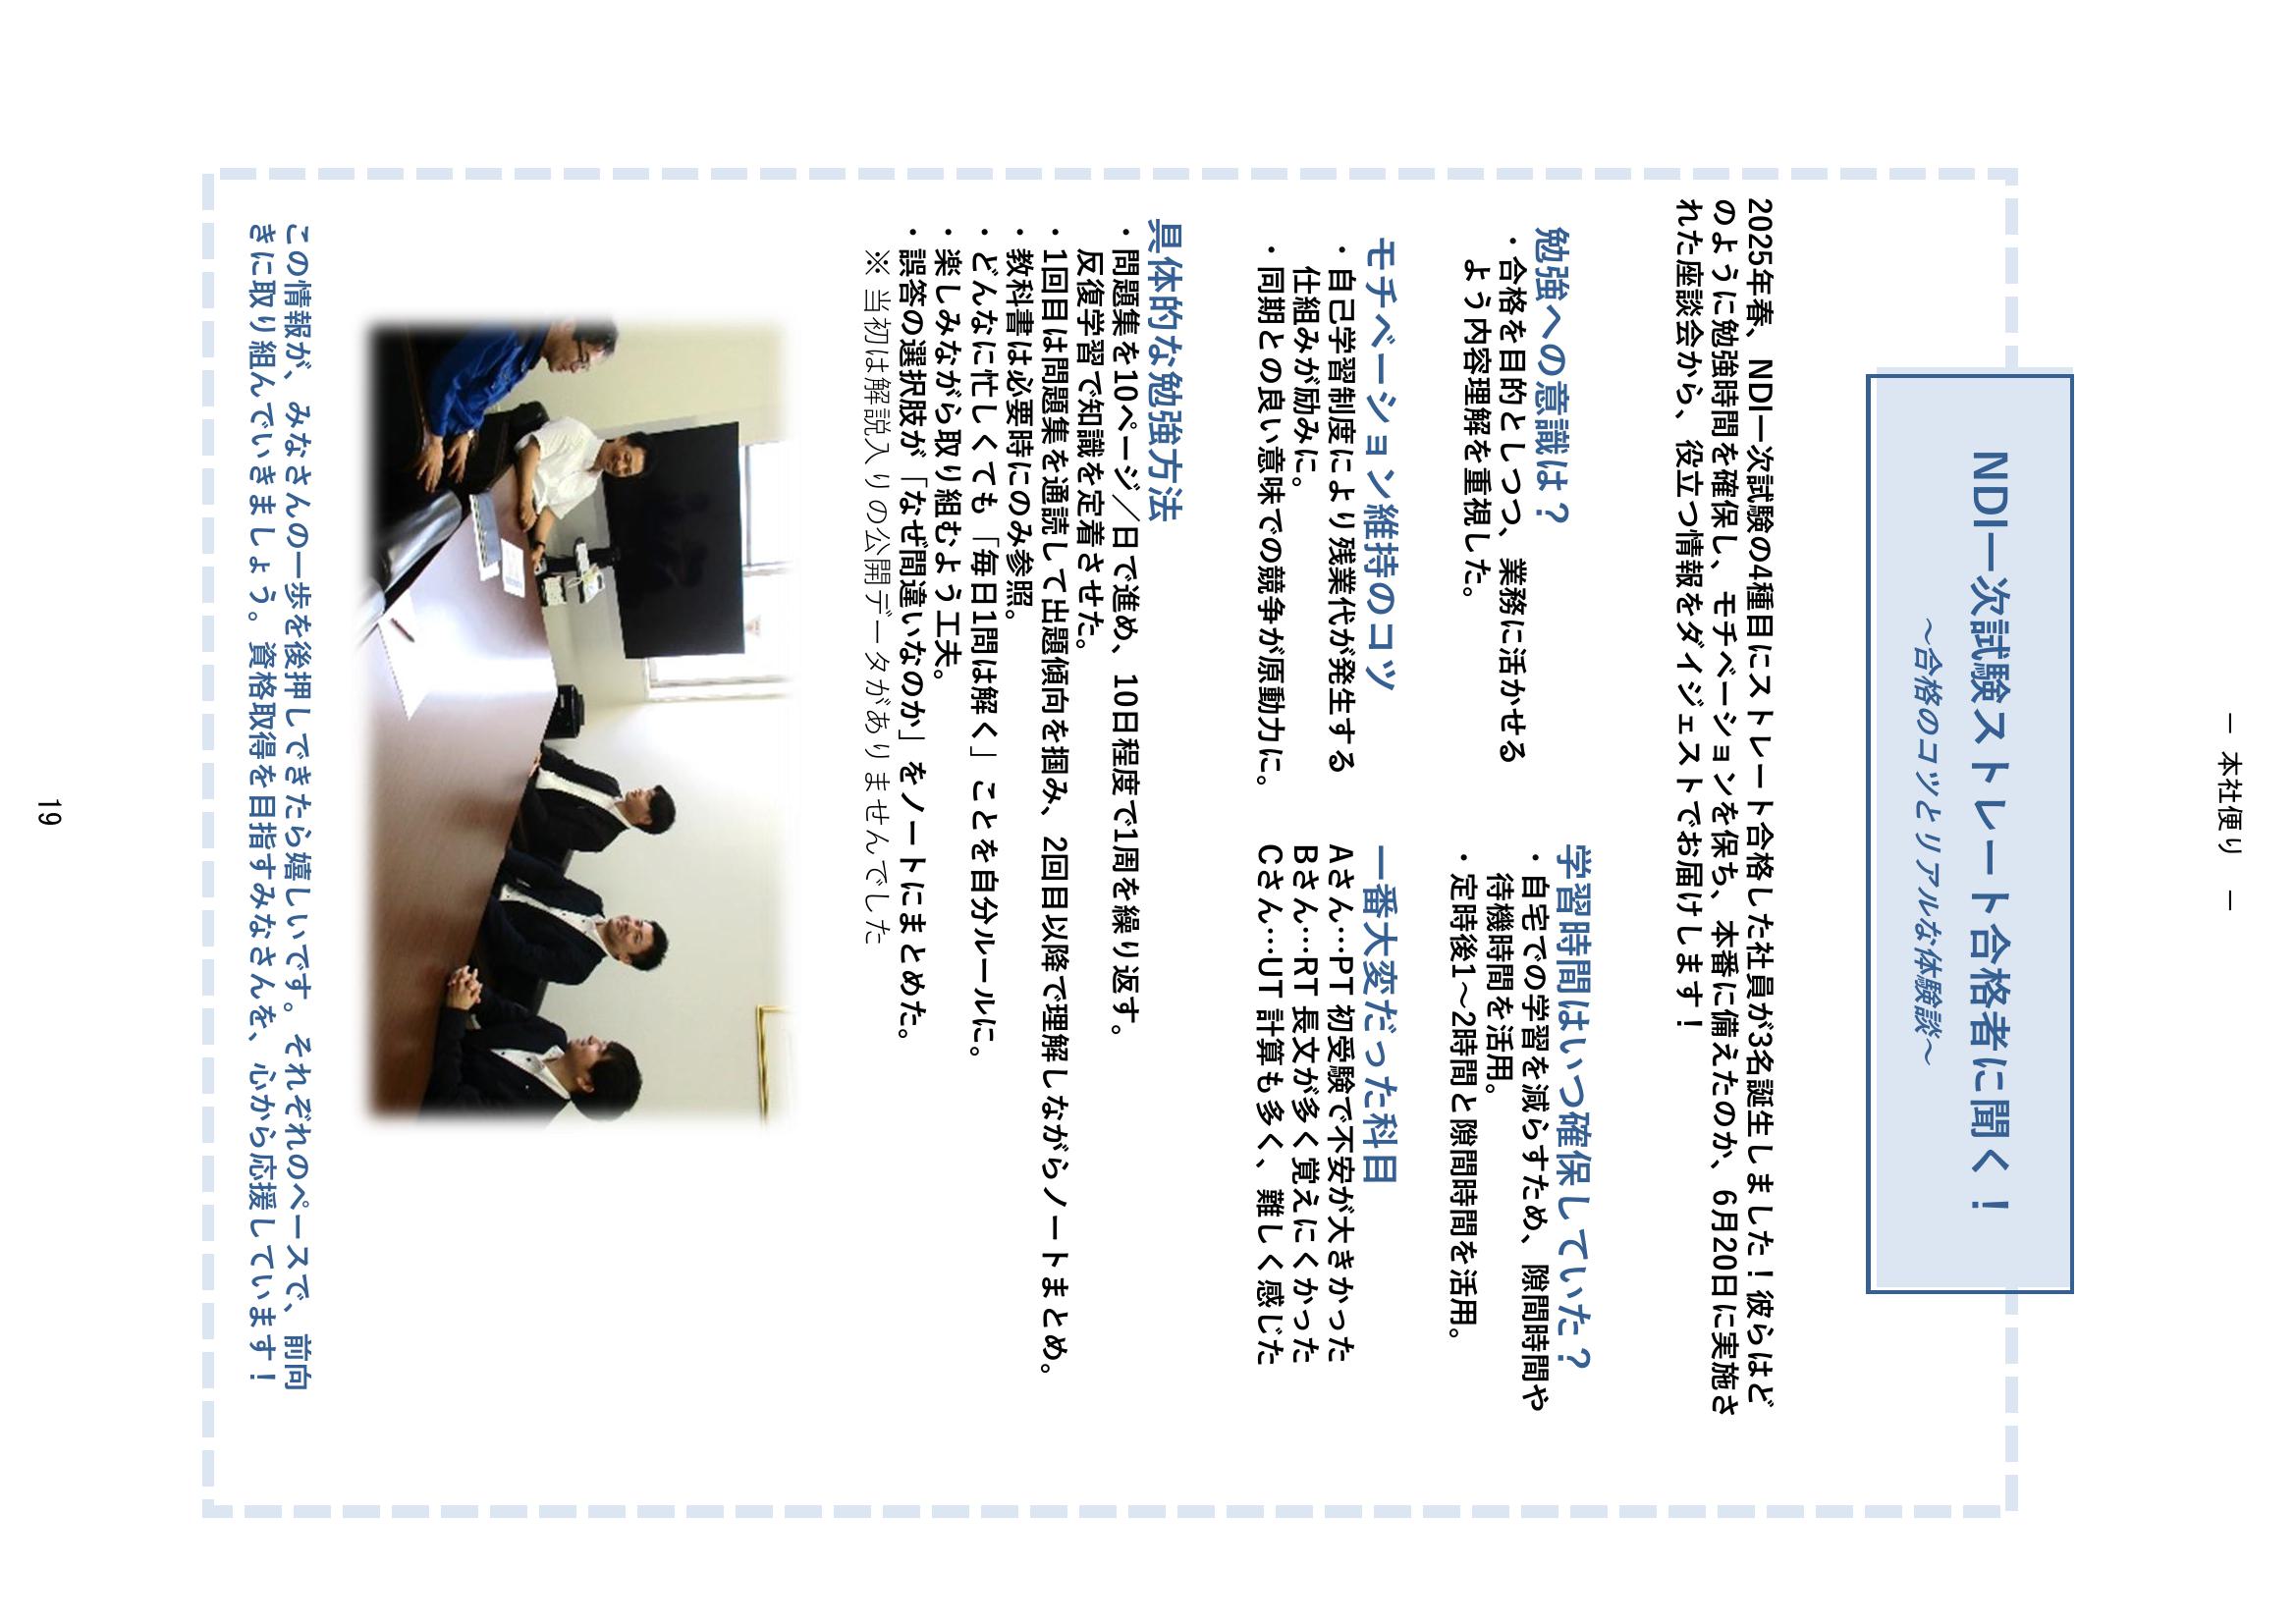 ― 本社便り ―
NDI一次試験ストレート合格者に聞く！
～合格のコツとリアルな体験談～
2025年春、NDI一次試験の4種目にストレート合格した社員が3名誕生しました！彼らはど
のように勉強時間を確保し、モチベーションを保ち、本番に備えたのか、6月20日に実施さ
れた座談会から、役立つ情報をダイジェストでお届けします！
勉強への意識は？
・合格を目的としつつ、業務に活かせる
よう内容理解を重視した。
学習時間はいつ確保していた？
・自宅での学習を減らすため、隙間時間や
待機時間を活用。
・定時後1～2時間と隙間時間を活用。
モチベーション維持のコツ
・自己学習制度により残業代が発生する
仕組みが励みに。
・同期との良い意味での競争が原動力に。
一番大変だった科目
Aさん…PT 初受験で不安が大きかった
Bさん…RT 長文が多く覚えにくかった
Cさん…UT 計算も多く、難しく感じた
具体的な勉強方法
・問題集を10ページ／日で進め、10日程度で1周を繰り返す。
反復学習で知識を定着させた。
・1回目は問題集を通読して出題傾向を掴み、2回目以降で理解しながらノートまとめ。
・教科書は必要時にのみ参照。
・どんなに忙しくても「毎日1問は解く」ことを自分ルールに。
・楽しみながら取り組むよう工夫。
・誤答の選択肢が「なぜ間違いなのか」をノートにまとめた。
※当初は解説入りの公開データがありませんでした
この情報が、みなさんの一歩を後押しできたら嬉しいです。それぞれのペースで、前向
きに取り組んでいきましょう。資格取得を目指すみなさんを、心から応援しています！
19